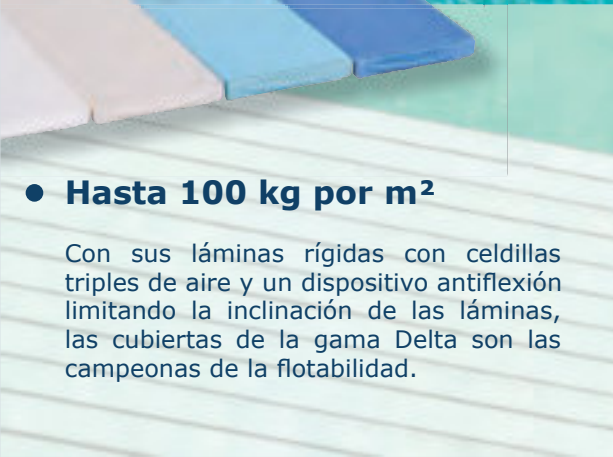 ● Hasta 100 kg por m²
Con sus láminas rígidas con celdillas
triples de aire y un dispositivo antiflexión
limitando la inclinación de las láminas,
las cubiertas de la gama Delta son las
campeonas de la flotabilidad.